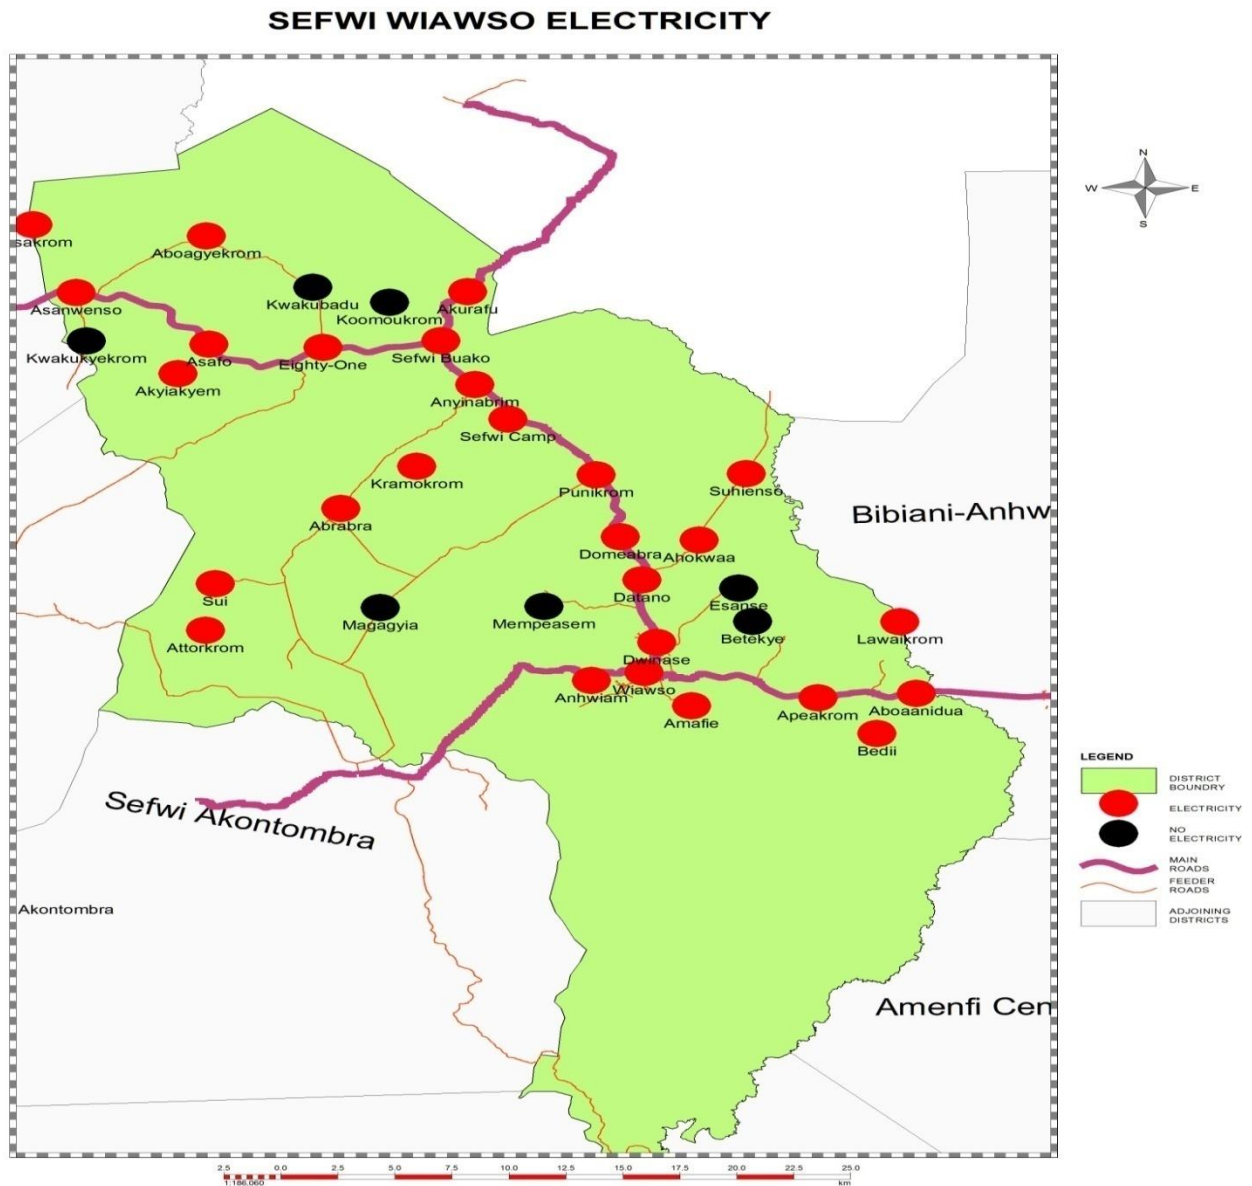 SEFWI WIAWSO ELECTRICITY
N
W
E
S
sakrom
Aboagyekrom
Kwakubadu
Koomoukrom
Akurafu
Asanwenso
Kwakukyekrom
Asafo
Eighty-One
Sefwi Buako
Akyiakyem
Anyinabrim
Sefwi Camp
Kramokrom
Punikrom
Suhienso
Abrabra
Bibiani-Anhw
Domeabra
Ahokwaa
Sui
Datano
Esanse
Magagyia
Mempeasem
Betekye
Lawaikrom
Attorkrom
Dwinase
Anhwiam
Wiawso
Amafie
Apeakrom
Aboaanidua
Bedii
Sefwi Akontombra
Akontombra
Amenfi Cen
LEGEND
DISTRICT
BOUNDRY
ELECTRICITY
NO
ELECTRICITY
MAIN
ROADS
FEEDER
ROADS
ADJOINING
DISTRICTS
2.5 0.0 2.5 5.0 7.5 10.0 12.5 15.0 17.5 20.0 22.5 25.0
1:186,060
km